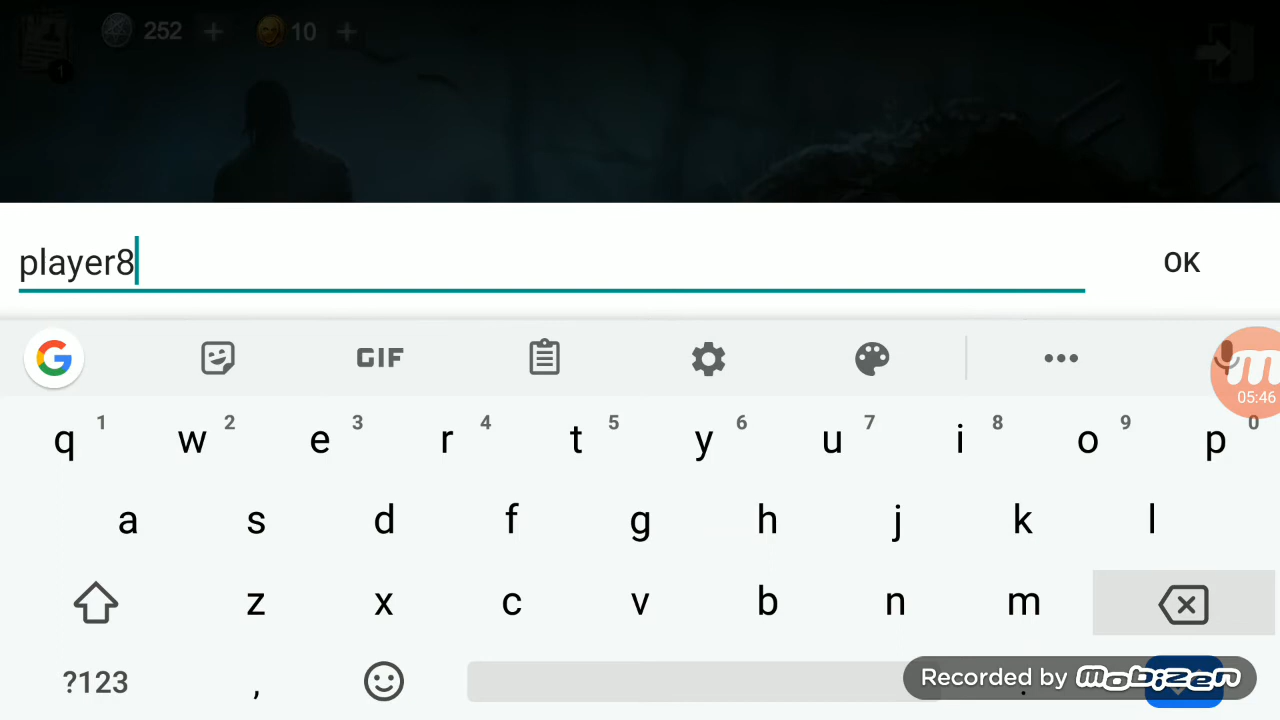 252 + 10 +
1
player8
OK
G GIF
05:46
q 1 w 2 e 3 r 4 t 5 y 6 u 7 i 8 o 9 p 0
a s d f g h j k l
z x c v b n m
?123 , .
Recorded by mobizen